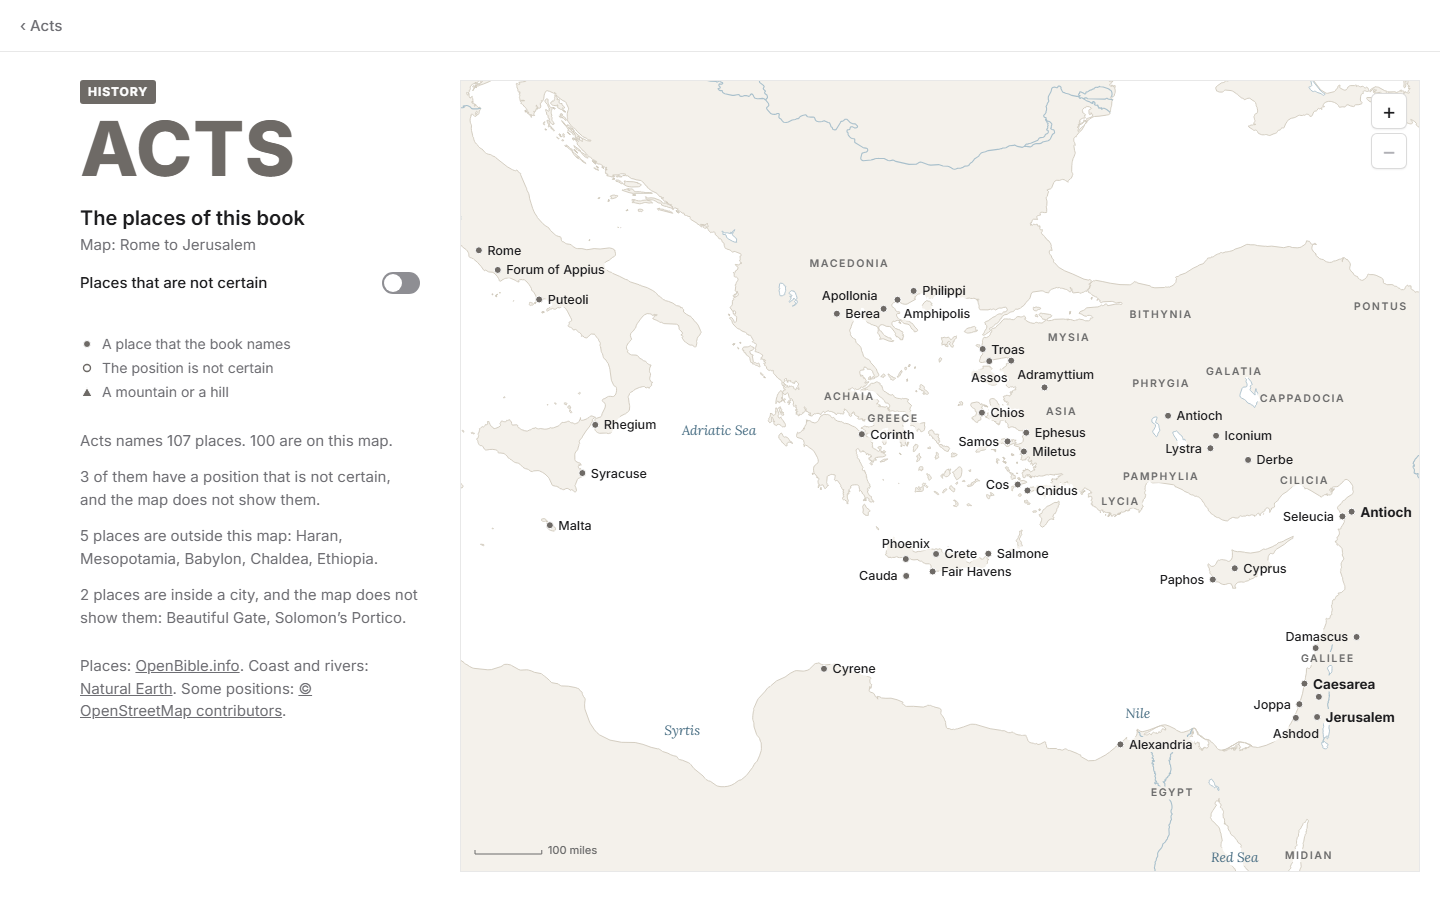 ‹ Acts
HISTORY
ACTS
The places of this book
Map: Rome to Jerusalem
Places that are not certain
A place that the book names
The position is not certain
A mountain or a hill
Acts names 107 places. 100 are on this map.
3 of them have a position that is not certain,
and the map does not show them.
5 places are outside this map: Haran,
Mesopotamia, Babylon, Chaldea, Ethiopia.
2 places are inside a city, and the map does not
show them: Beautiful Gate, Solomon’s Portico.
Places: OpenBible.info. Coast and rivers:
Natural Earth. Some positions: ©
OpenStreetMap contributors.
+
−
Rome
Forum of Appius
Puteoli
MACEDONIA
Apollonia
Philippi
Berea
Amphipolis
PONTUS
BITHYNIA
MYSIA
Troas
Assos
Adramyttium
GALATIA
PHRYGIA
CAPPADOCIA
ACHAIA
GREECE
ASIA
Chios
Antioch
Rhegium
Adriatic Sea
Corinth
Samos
Ephesus
Iconium
Miletus
Lystra
Derbe
Syracuse
PAMPHYLIA
CILICIA
Cos
Cnidus
LYCIA
Seleucia
Antioch
Malta
Phoenix
Crete
Salmone
Cauda
Fair Havens
Cyprus
Paphos
Damascus
GALILEE
Cyrene
Caesarea
Joppa
Jerusalem
Nile
Syrtis
Ashdod
Alexandria
EGYPT
100 miles
Red Sea
MIDIAN